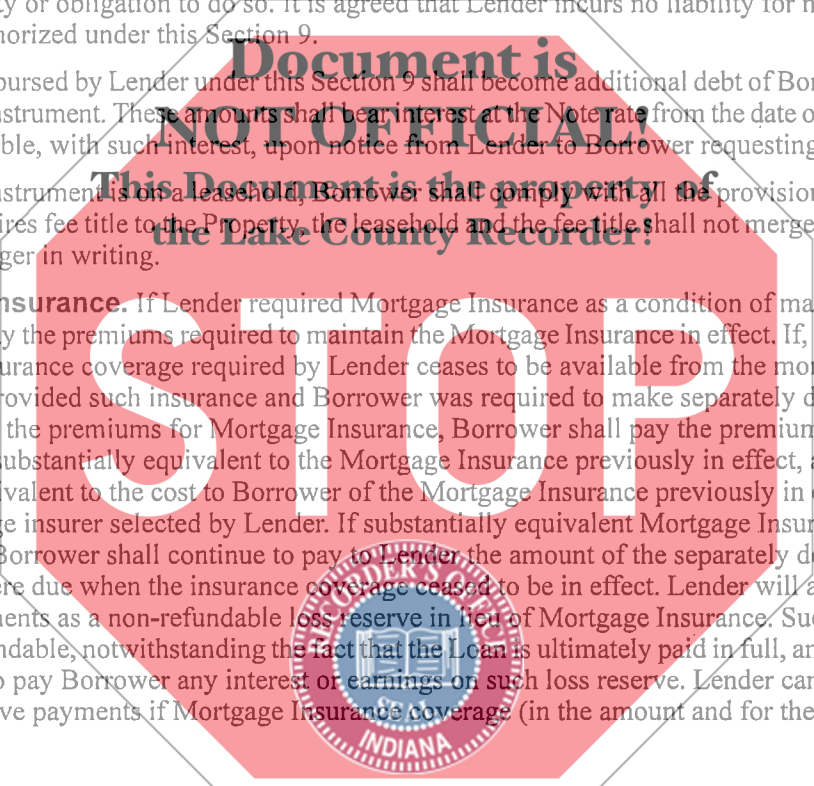 ty or obligation to do so. It is agreed that Lender incurs no liability for n
horized under this Section 9.
Document is
bursed by Lender under this Section 9 shall become additional debt of Bor
nstrument. These amounts shall bear interest at the Note rate from the date o
NOT OFFICIAL!
ble, with such interest, upon notice from Lender to Borrower requesting
This Document is the property of
nstrument is on a leasehold, Borrower shall comply with all the provision
ires fee title to the Property, the leasehold and the fee title shall not merge
the Lake County Recorder!
ger in writing.
nsurance. If Lender required Mortgage Insurance as a condition of ma
y the premiums required to maintain the Mortgage Insurance in effect. If,
urance coverage required by Lender ceases to be available from the mor
rovided such insurance and Borrower was required to make separately d
the premiums for Mortgage Insurance, Borrower shall pay the premium
STOP
substantially equivalent to the Mortgage Insurance previously in effect, a
ivalent to the cost to Borrower of the Mortgage Insurance previously in e
ge insurer selected by Lender. If substantially equivalent Mortgage Insur
Borrower shall continue to pay to Lender the amount of the separately de
ere due when the insurance coverage ceased to be in effect. Lender will a
ments as a non-refundable loss reserve in lieu of Mortgage Insurance. Suc
ndable, notwithstanding the fact that the Loan is ultimately paid in full, an
o pay Borrower any interest or earnings on such loss reserve. Lender can
ve payments if Mortgage Insurance coverage (in the amount and for the
RECORDER'S OFFICE
SEAL
INDIANA